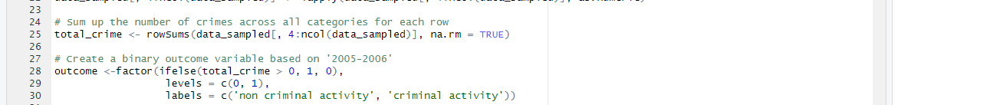 23
24 # Sum up the number of crimes across all categories for each row
25 total_crime <- rowSums(data_sampled[, 4:ncol(data_sampled)], na.rm = TRUE)
26
27 # Create a binary outcome variable based on '2005-2006'
28 outcome <-factor(ifelse(total_crime > 0, 1, 0),
29                   levels = c(0, 1),
30                   labels = c('non criminal activity', 'criminal activity'))